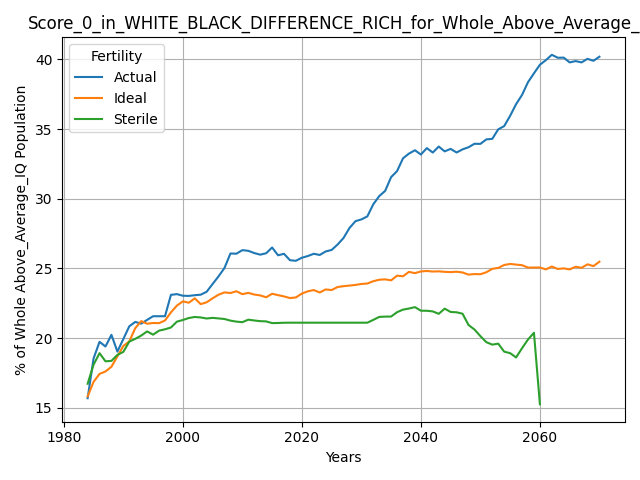 Score_0_in_WHITE_BLACK_DIFFERENCE_RICH_for_Whole_Above_Average_
Fertility
Actual
Ideal
Sterile
% of Whole Above_Average_IQ Population
40
35
30
25
20
15
1980
2000
2020
2040
2060
Years